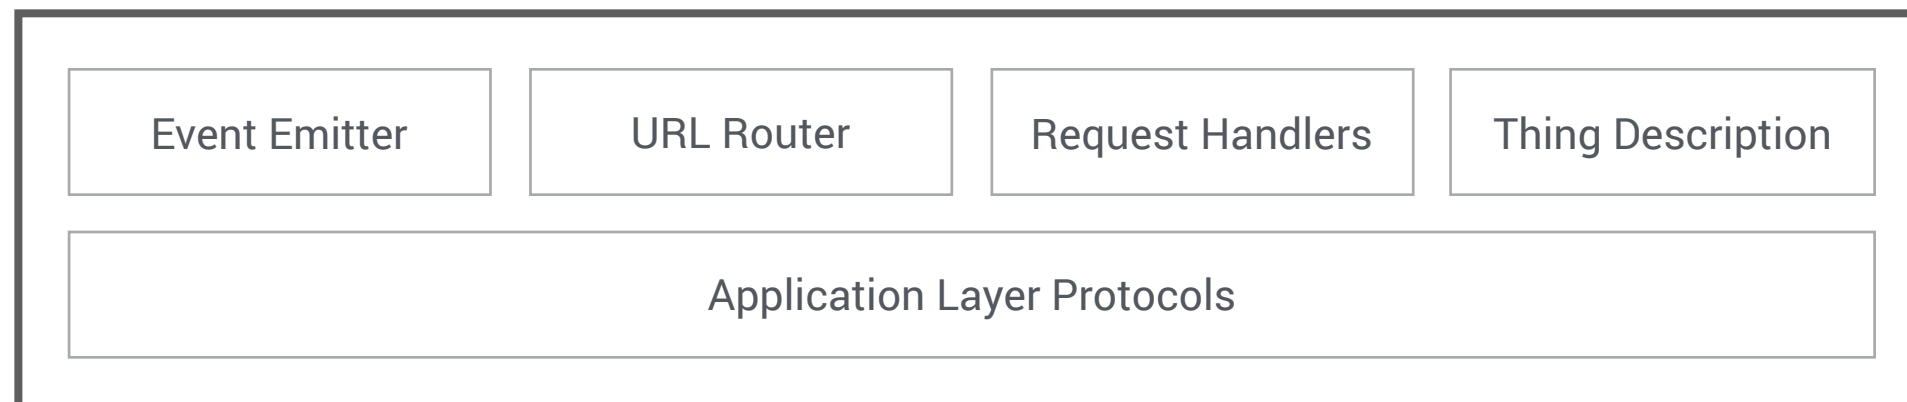 Event Emitter
URL Router
Request Handlers
Thing Description
Application Layer Protocols